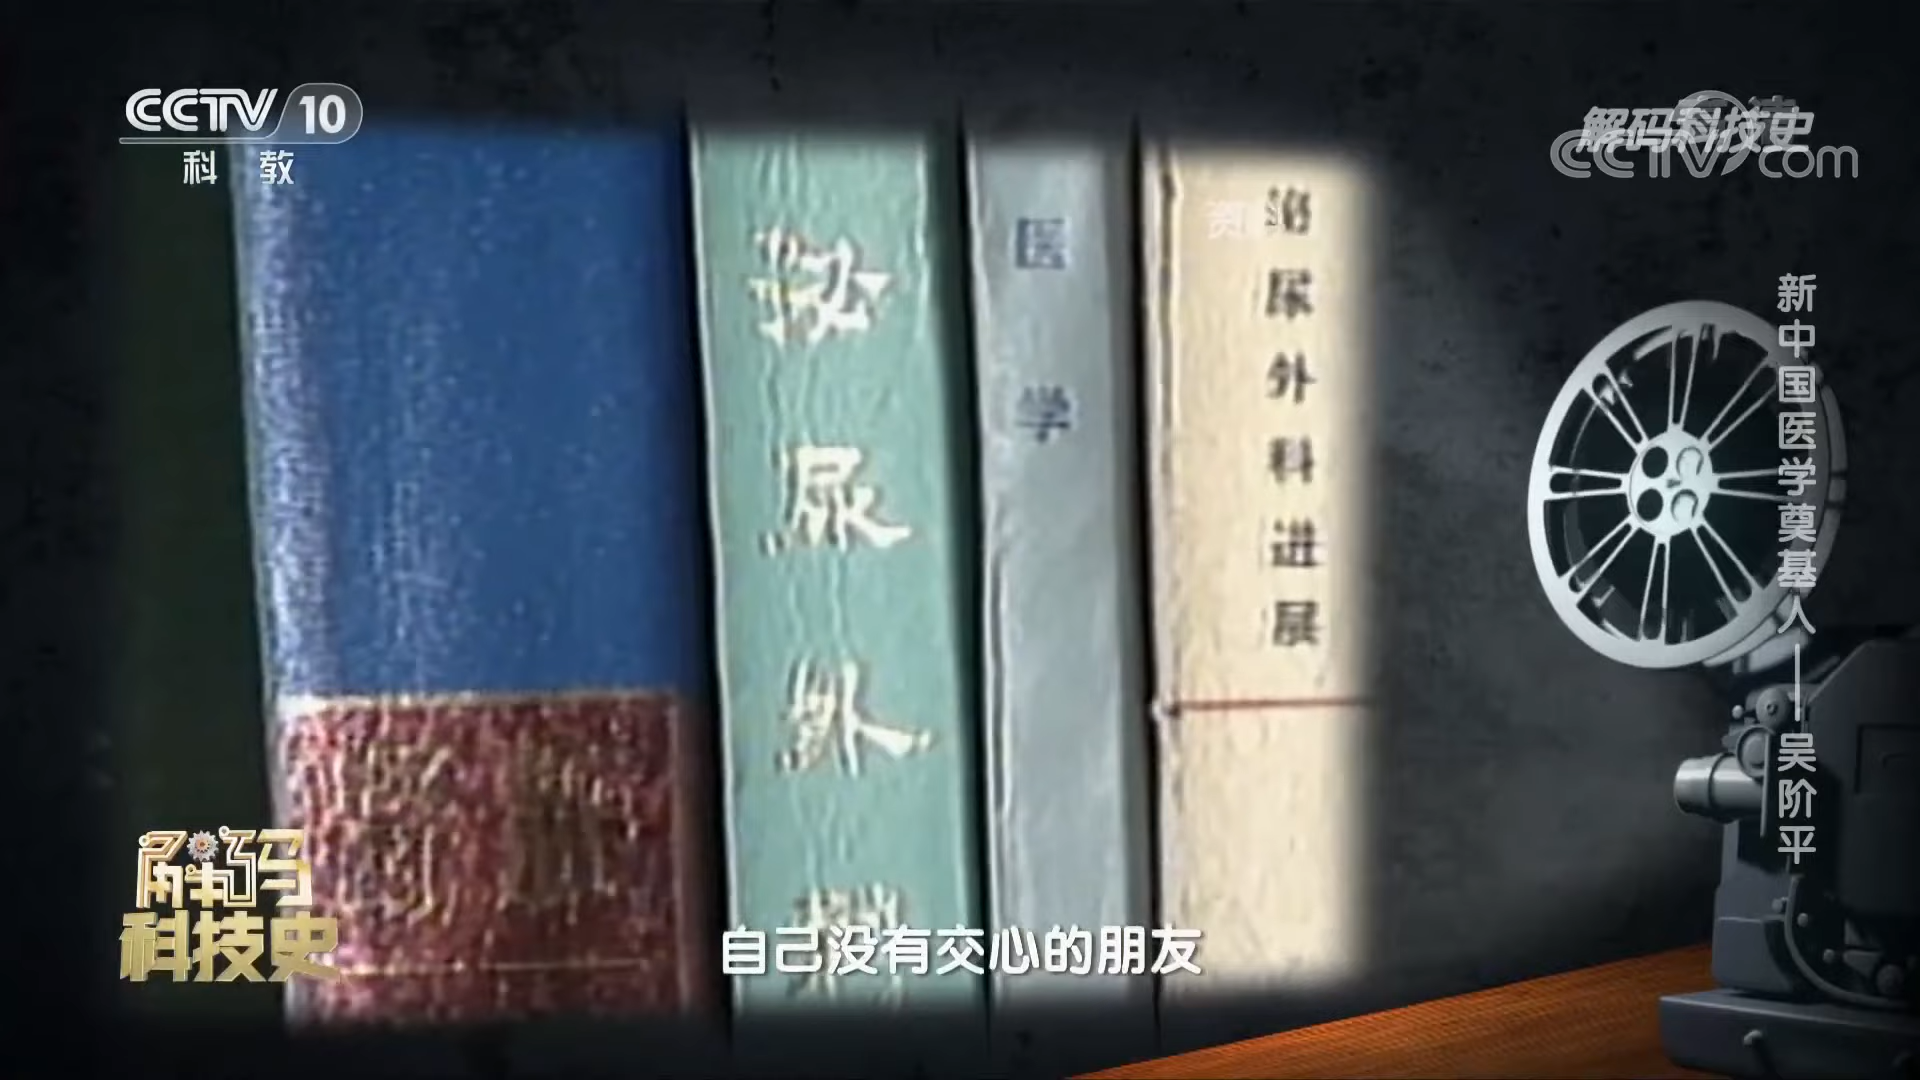 CCTV 10
科 教
解码科技史
CCTV.com
泌尿外科
医学
泌尿外科进展
新中国医学奠基人——吴阶平
解码
科技史
自己没有交心的朋友